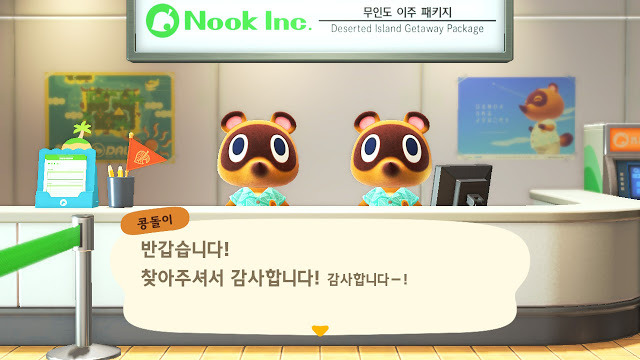 Nook Inc.
무인도 이주 패키지
Deserted Island Getaway Package
콩돌이
반갑습니다!
찾아주셔서 감사합니다! 감사합니다―!